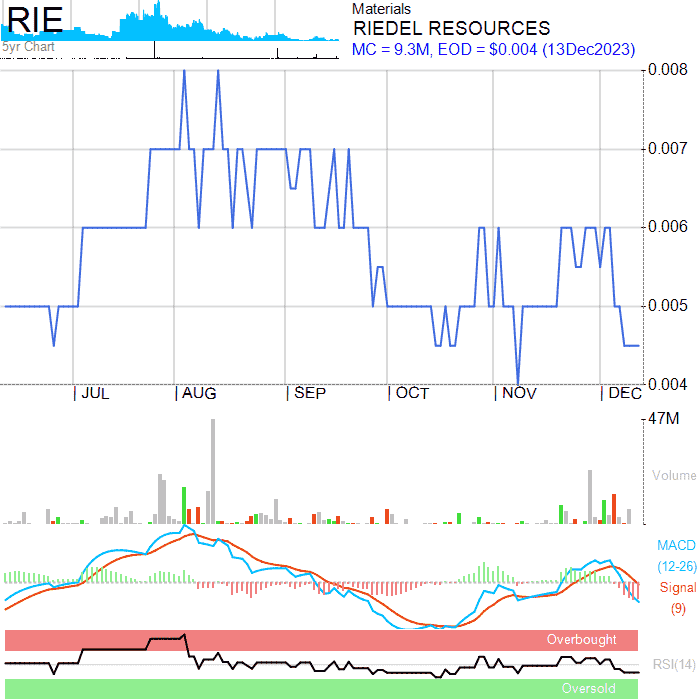 RIE
5yr Chart
Materials
RIEDEL RESOURCES
MC = 9.3M, EOD = $0.004 (13Dec2023)
0.008
0.007
0.006
0.005
0.004
JUL AUG SEP OCT NOV DEC
47M
Volume
MACD
(12-26)
Signal
(9)
Overbought
RSI(14)
Oversold